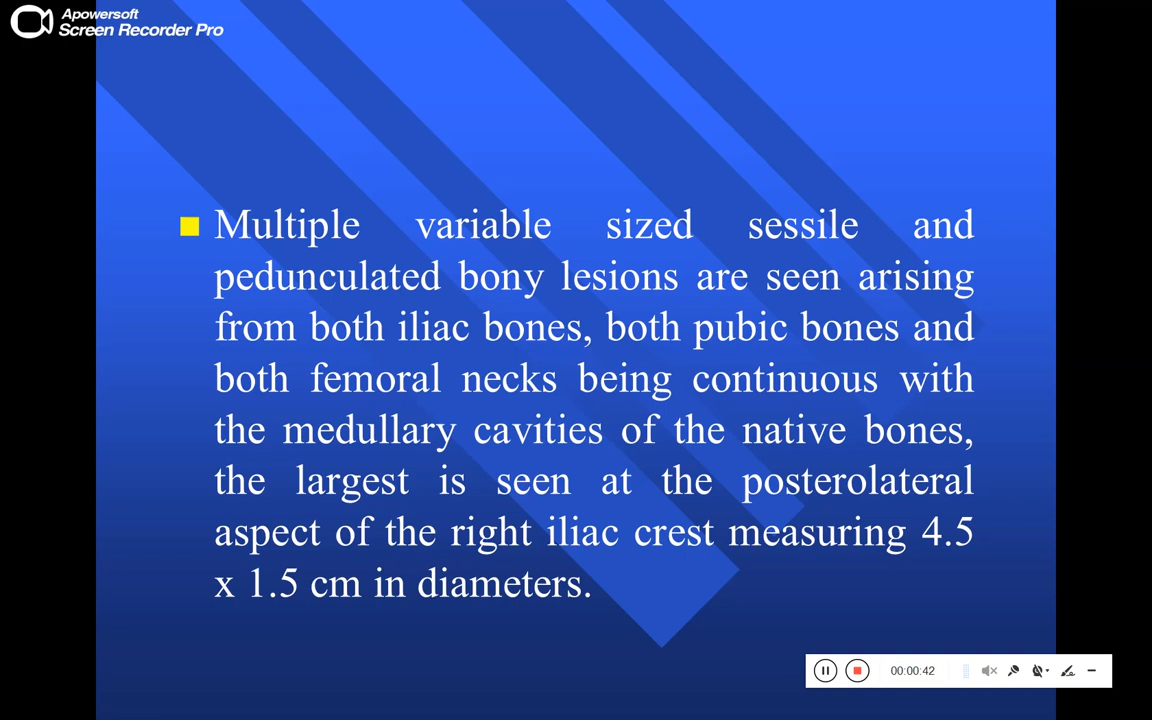 Apowersoft
Screen Recorder Pro
Multiple variable sized sessile and
pedunculated bony lesions are seen arising
from both iliac bones, both pubic bones and
both femoral necks being continuous with
the medullary cavities of the native bones,
the largest is seen at the posterolateral
aspect of the right iliac crest measuring 4.5
x 1.5 cm in diameters.
00:00:42